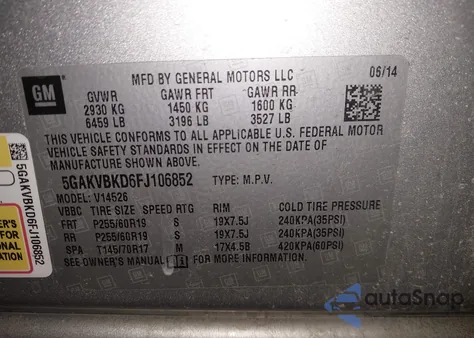 GM
MFD BY GENERAL MOTORS LLC
06/14
GVWR GAWR FRT GAWR RR
2930 KG 1450 KG 1600 KG
6459 LB 3196 LB 3527 LB
THIS VEHICLE CONFORMS TO ALL APPLICABLE U.S. FEDERAL MOTOR
VEHICLE SAFETY STANDARDS IN EFFECT ON THE DATE OF
MANUFACTURE SHOWN ABOVE.
5GAKVBKD6FJ106852 TYPE: M.P.V.
MODEL: V14526
VBBC TIRE SIZE SPEED RTG RIM COLD TIRE PRESSURE
FRT P255/60R19 S 19X7.5J 240KPA(35PSI)
RR P255/60R19 S 19X7.5J 240KPA(35PSI)
SPA T145/70R17 M 17X4.5B 420KPA(60PSI)
SEE OWNER'S MANUAL FOR MORE INFORMATION.
5GAKVBKD6FJ106852
FOR
ONAL
ATION
autoSnap